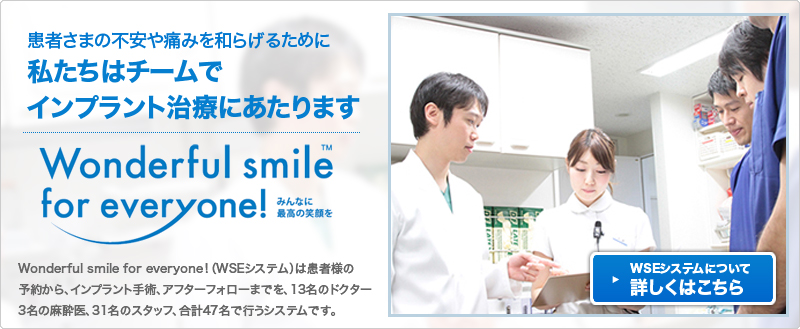 患者さまの不安や痛みを和らげるために
私たちはチームで
インプラント治療にあたります
Wonderful smile™
for everyone!
みんなに
最高の笑顔を
Wonderful smile for everyone!（WSEシステム）は患者様の
予約から、インプラント手術、アフターフォローまでを、13名のドクター
3名の麻酔医、31名のスタッフ、合計47名で行うシステムです。
WSEシステムについて
詳しくはこちら